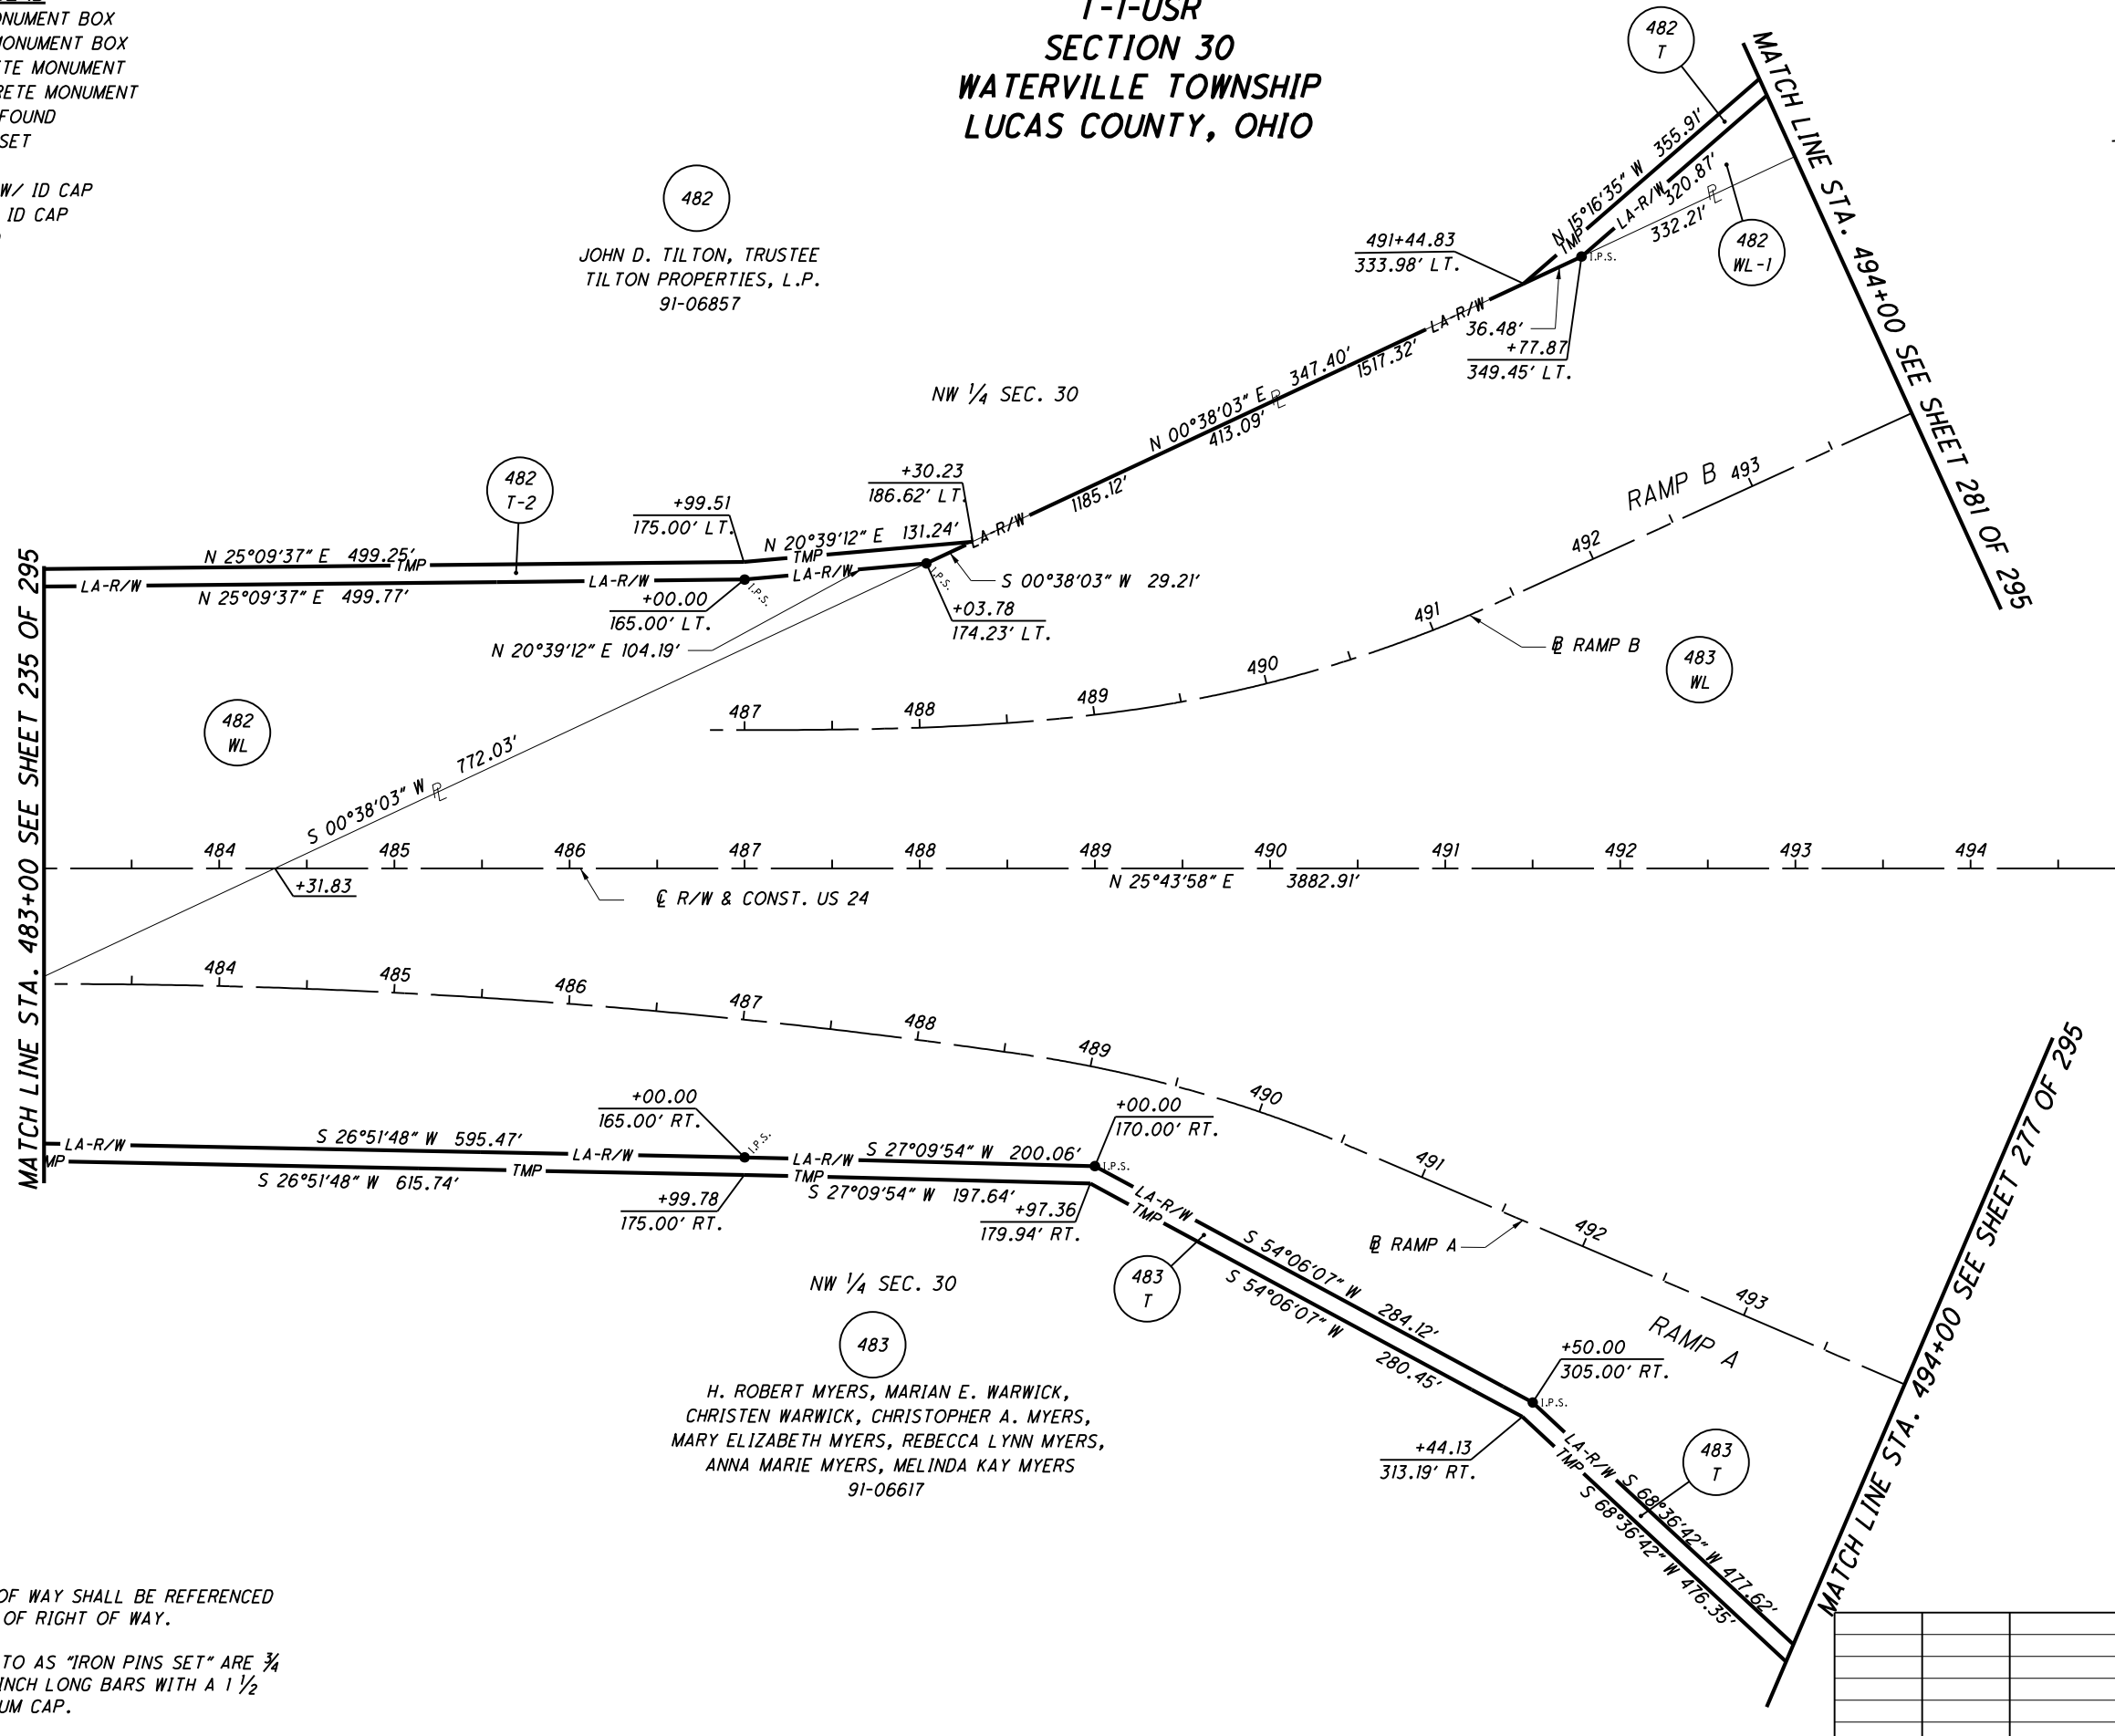 ONUMENT BOX
MONUMENT BOX
TE MONUMENT
RETE MONUMENT
FOUND
SET
W/ ID CAP
ID CAP
T-1-USR
SECTION 30
WATERVILLE TOWNSHIP
LUCAS COUNTY, OHIO
482
JOHN D. TILTON, TRUSTEE
TILTON PROPERTIES, L.P.
91-06857
482
T
MATCH LINE STA. 494+00 SEE SHEET 281 OF 295
N 15°16'35" W 355.91'
TMP
LA-R/W
320.87'
332.21'
PL
482
WL-1
491+44.83
333.98' LT.
I.P.S.
LA-R/W
36.48'
+77.87
349.45' LT.
NW 1/4 SEC. 30
N 00°38'03" E
PL
347.40'
413.09'
1517.32'
1185.12'
482
T-2
+99.51
175.00' LT.
+30.23
186.62' LT.
N 20°39'12" E 131.24'
TMP
LA-R/W
LA-R/W
S 00°38'03" W 29.21'
I.P.S.
+03.78
174.23' LT.
N 25°09'37" E 499.25'
TMP
LA-R/W
LA-R/W
N 25°09'37" E 499.77'
I.P.S.
+00.00
165.00' LT.
N 20°39'12" E 104.19'
MATCH LINE STA. 483+00 SEE SHEET 235 OF 295
482
WL
S 00°38'03" W
PL
772.03'
RAMP B
487
488
489
490
491
492
493
BL RAMP B
483
WL
484
485
486
487
488
489
490
491
492
493
494
+31.83
CL R/W & CONST. US 24
N 25°43'58" E 3882.91'
484
485
486
487
488
489
490
491
492
493
BL RAMP A
RAMP A
LA-R/W
MP
S 26°51'48" W 595.47'
LA-R/W
TMP
S 26°51'48" W 615.74'
+00.00
165.00' RT.
I.P.S.
LA-R/W
S 27°09'54" W 200.06'
TMP
S 27°09'54" W 197.64'
+99.78
175.00' RT.
+97.36
179.94' RT.
+00.00
170.00' RT.
I.P.S.
LA-R/W
TMP
S 54°06'07" W 284.12'
S 54°06'07" W 280.45'
483
T
NW 1/4 SEC. 30
483
H. ROBERT MYERS, MARIAN E. WARWICK,
CHRISTEN WARWICK, CHRISTOPHER A. MYERS,
MARY ELIZABETH MYERS, REBECCA LYNN MYERS,
ANNA MARIE MYERS, MELINDA KAY MYERS
91-06617
+50.00
305.00' RT.
I.P.S.
+44.13
313.19' RT.
LA-R/W
TMP
483
T
S 68°36'42" W 477.62'
S 68°36'42" W 476.35'
MATCH LINE STA. 494+00 SEE SHEET 277 OF 295
OF WAY SHALL BE REFERENCED
OF RIGHT OF WAY.
TO AS "IRON PINS SET" ARE 3/4
INCH LONG BARS WITH A 1 1/2
UM CAP.